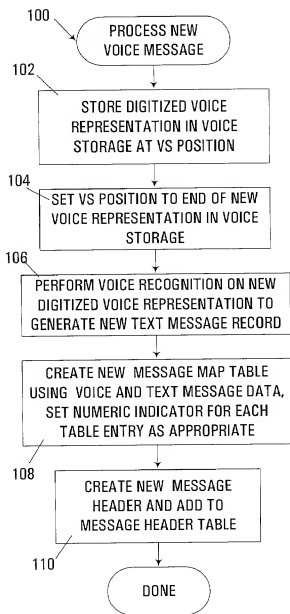 100
PROCESS NEW
VOICE MESSAGE
102
STORE DIGITIZED VOICE
REPRESENTATION IN VOICE
STORAGE AT VS POSITION
104
SET VS POSITION TO END OF NEW
VOICE REPRESENTATION IN VOICE
STORAGE
106
PERFORM VOICE RECOGNITION ON NEW
DIGITIZED VOICE REPRESENTATION TO
GENERATE NEW TEXT MESSAGE RECORD
CREATE NEW MESSAGE MAP TABLE
USING VOICE AND TEXT MESSAGE DATA,
SET NUMERIC INDICATOR FOR EACH
TABLE ENTRY AS APPROPRIATE
108
CREATE NEW MESSAGE
HEADER AND ADD TO
MESSAGE HEADER TABLE
110
DONE